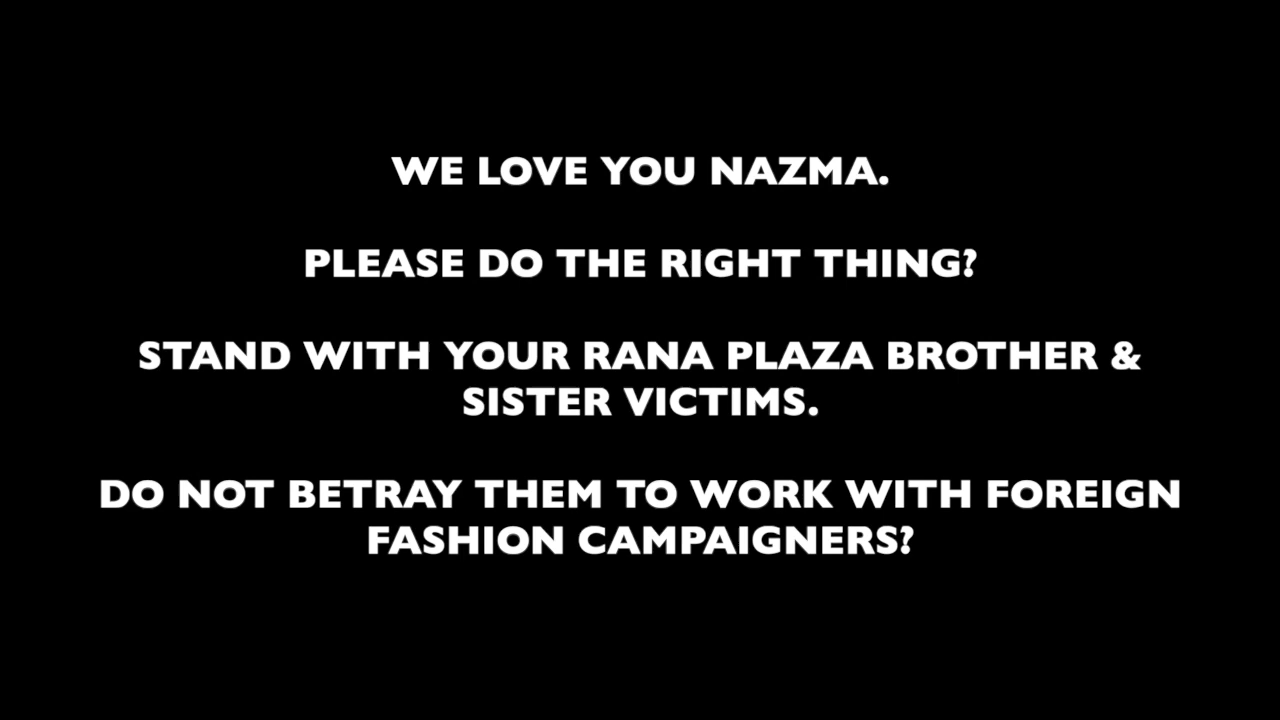 WE LOVE YOU NAZMA.
PLEASE DO THE RIGHT THING?
STAND WITH YOUR RANA PLAZA BROTHER &
SISTER VICTIMS.
DO NOT BETRAY THEM TO WORK WITH FOREIGN
FASHION CAMPAIGNERS?